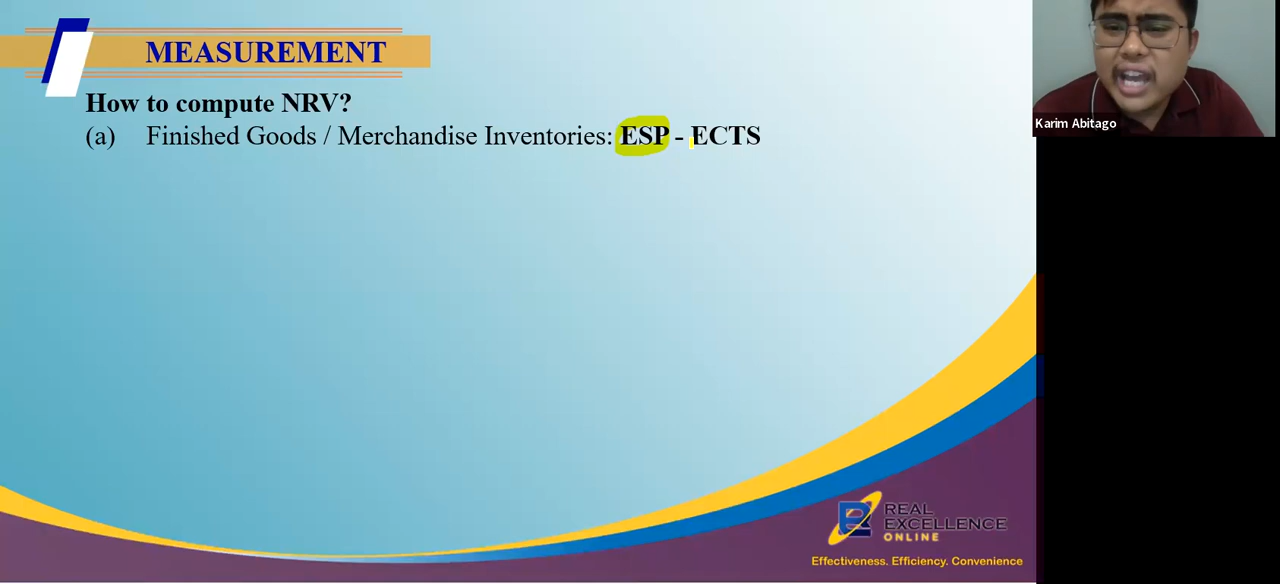 MEASUREMENT
How to compute NRV?
(a) Finished Goods / Merchandise Inventories: ESP - ECTS
Karim Abitago
REAL
EXCELLENCE
ONLINE
Effectiveness. Efficiency. Convenience